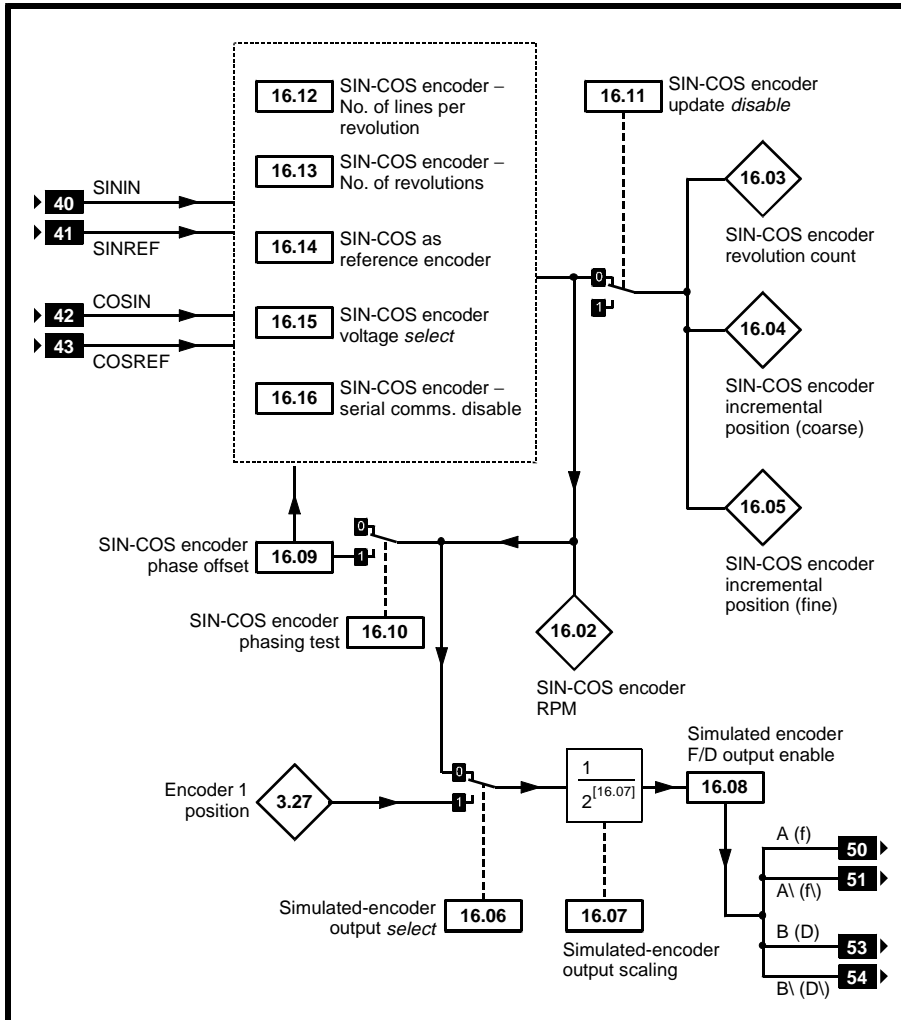 16.12
SIN-COS encoder –
No. of lines per
revolution
16.13
SIN-COS encoder –
No. of revolutions
16.14
SIN-COS as
reference encoder
16.15
SIN-COS encoder
voltage select
16.16
SIN-COS encoder –
serial comms. disable
40
SININ
41
SINREF
42
COSIN
43
COSREF
16.11
SIN-COS encoder
update disable
0
1
16.03
SIN-COS encoder
revolution count
16.04
SIN-COS encoder
incremental
position (coarse)
16.05
SIN-COS encoder
incremental
position (fine)
SIN-COS encoder
phase offset
16.09
0
1
SIN-COS encoder
phasing test
16.10
16.02
SIN-COS encoder
RPM
Encoder 1
position
3.27
0
1
Simulated-encoder
output select
16.06
1
2[16.07]
16.07
Simulated-encoder
output scaling
Simulated encoder
F/D output enable
16.08
A (f)
50
A\ (f\)
51
B (D)
53
B\ (D\)
54